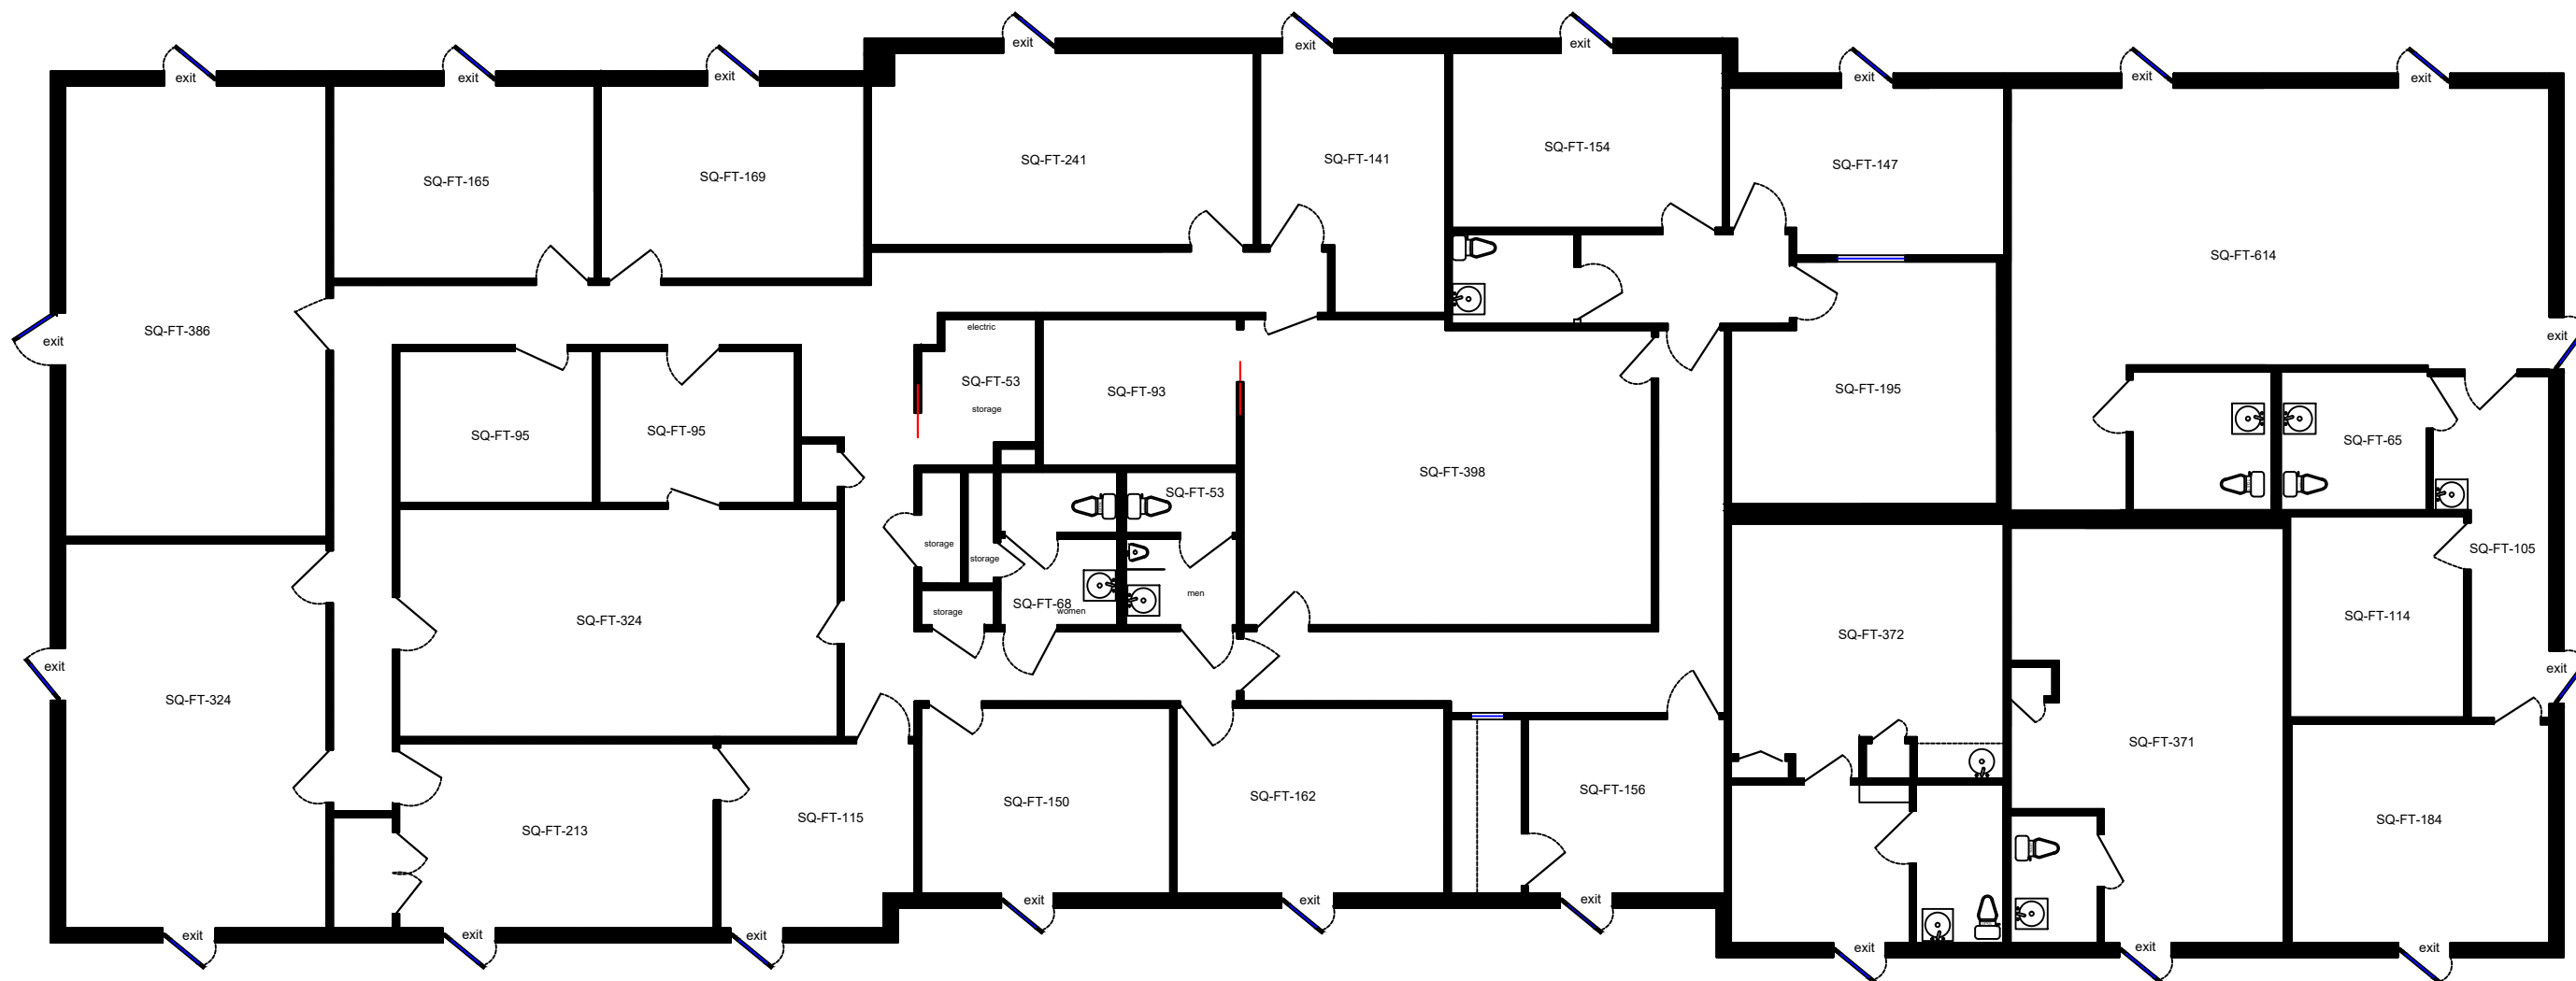 exit
exit
exit
exit
exit
exit
exit
exit
exit
SQ-FT-241
SQ-FT-141
SQ-FT-154
SQ-FT-147
SQ-FT-165
SQ-FT-169
SQ-FT-614
SQ-FT-386
exit
electric
exit
SQ-FT-53
storage
SQ-FT-93
SQ-FT-195
SQ-FT-95
SQ-FT-95
SQ-FT-65
SQ-FT-398
SQ-FT-53
storage
storage
SQ-FT-105
men
SQ-FT-68
women
storage
SQ-FT-324
SQ-FT-114
SQ-FT-372
exit
exit
SQ-FT-324
SQ-FT-371
SQ-FT-156
SQ-FT-162
SQ-FT-150
SQ-FT-115
SQ-FT-213
SQ-FT-184
exit
exit
exit
exit
exit
exit
exit
exit
exit